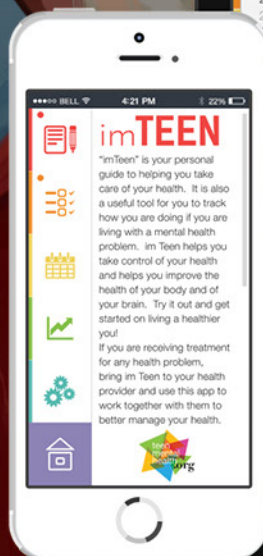 BELL 4:21 PM 22%
imTEEN
"imTeen" is your personal
guide to helping you take
care of your health. It is also
a useful tool for you to track
how you are doing if you are
living with a mental health
problem. im Teen helps you
take control of your health
and helps you improve the
health of your body and of
your brain. Try it out and get
started on living a healthier
you!
If you are receiving treatment
for any health problem,
bring im Teen to your health
provider and use this app to
work together with them to
better manage your health.
teen
mental
health
.org